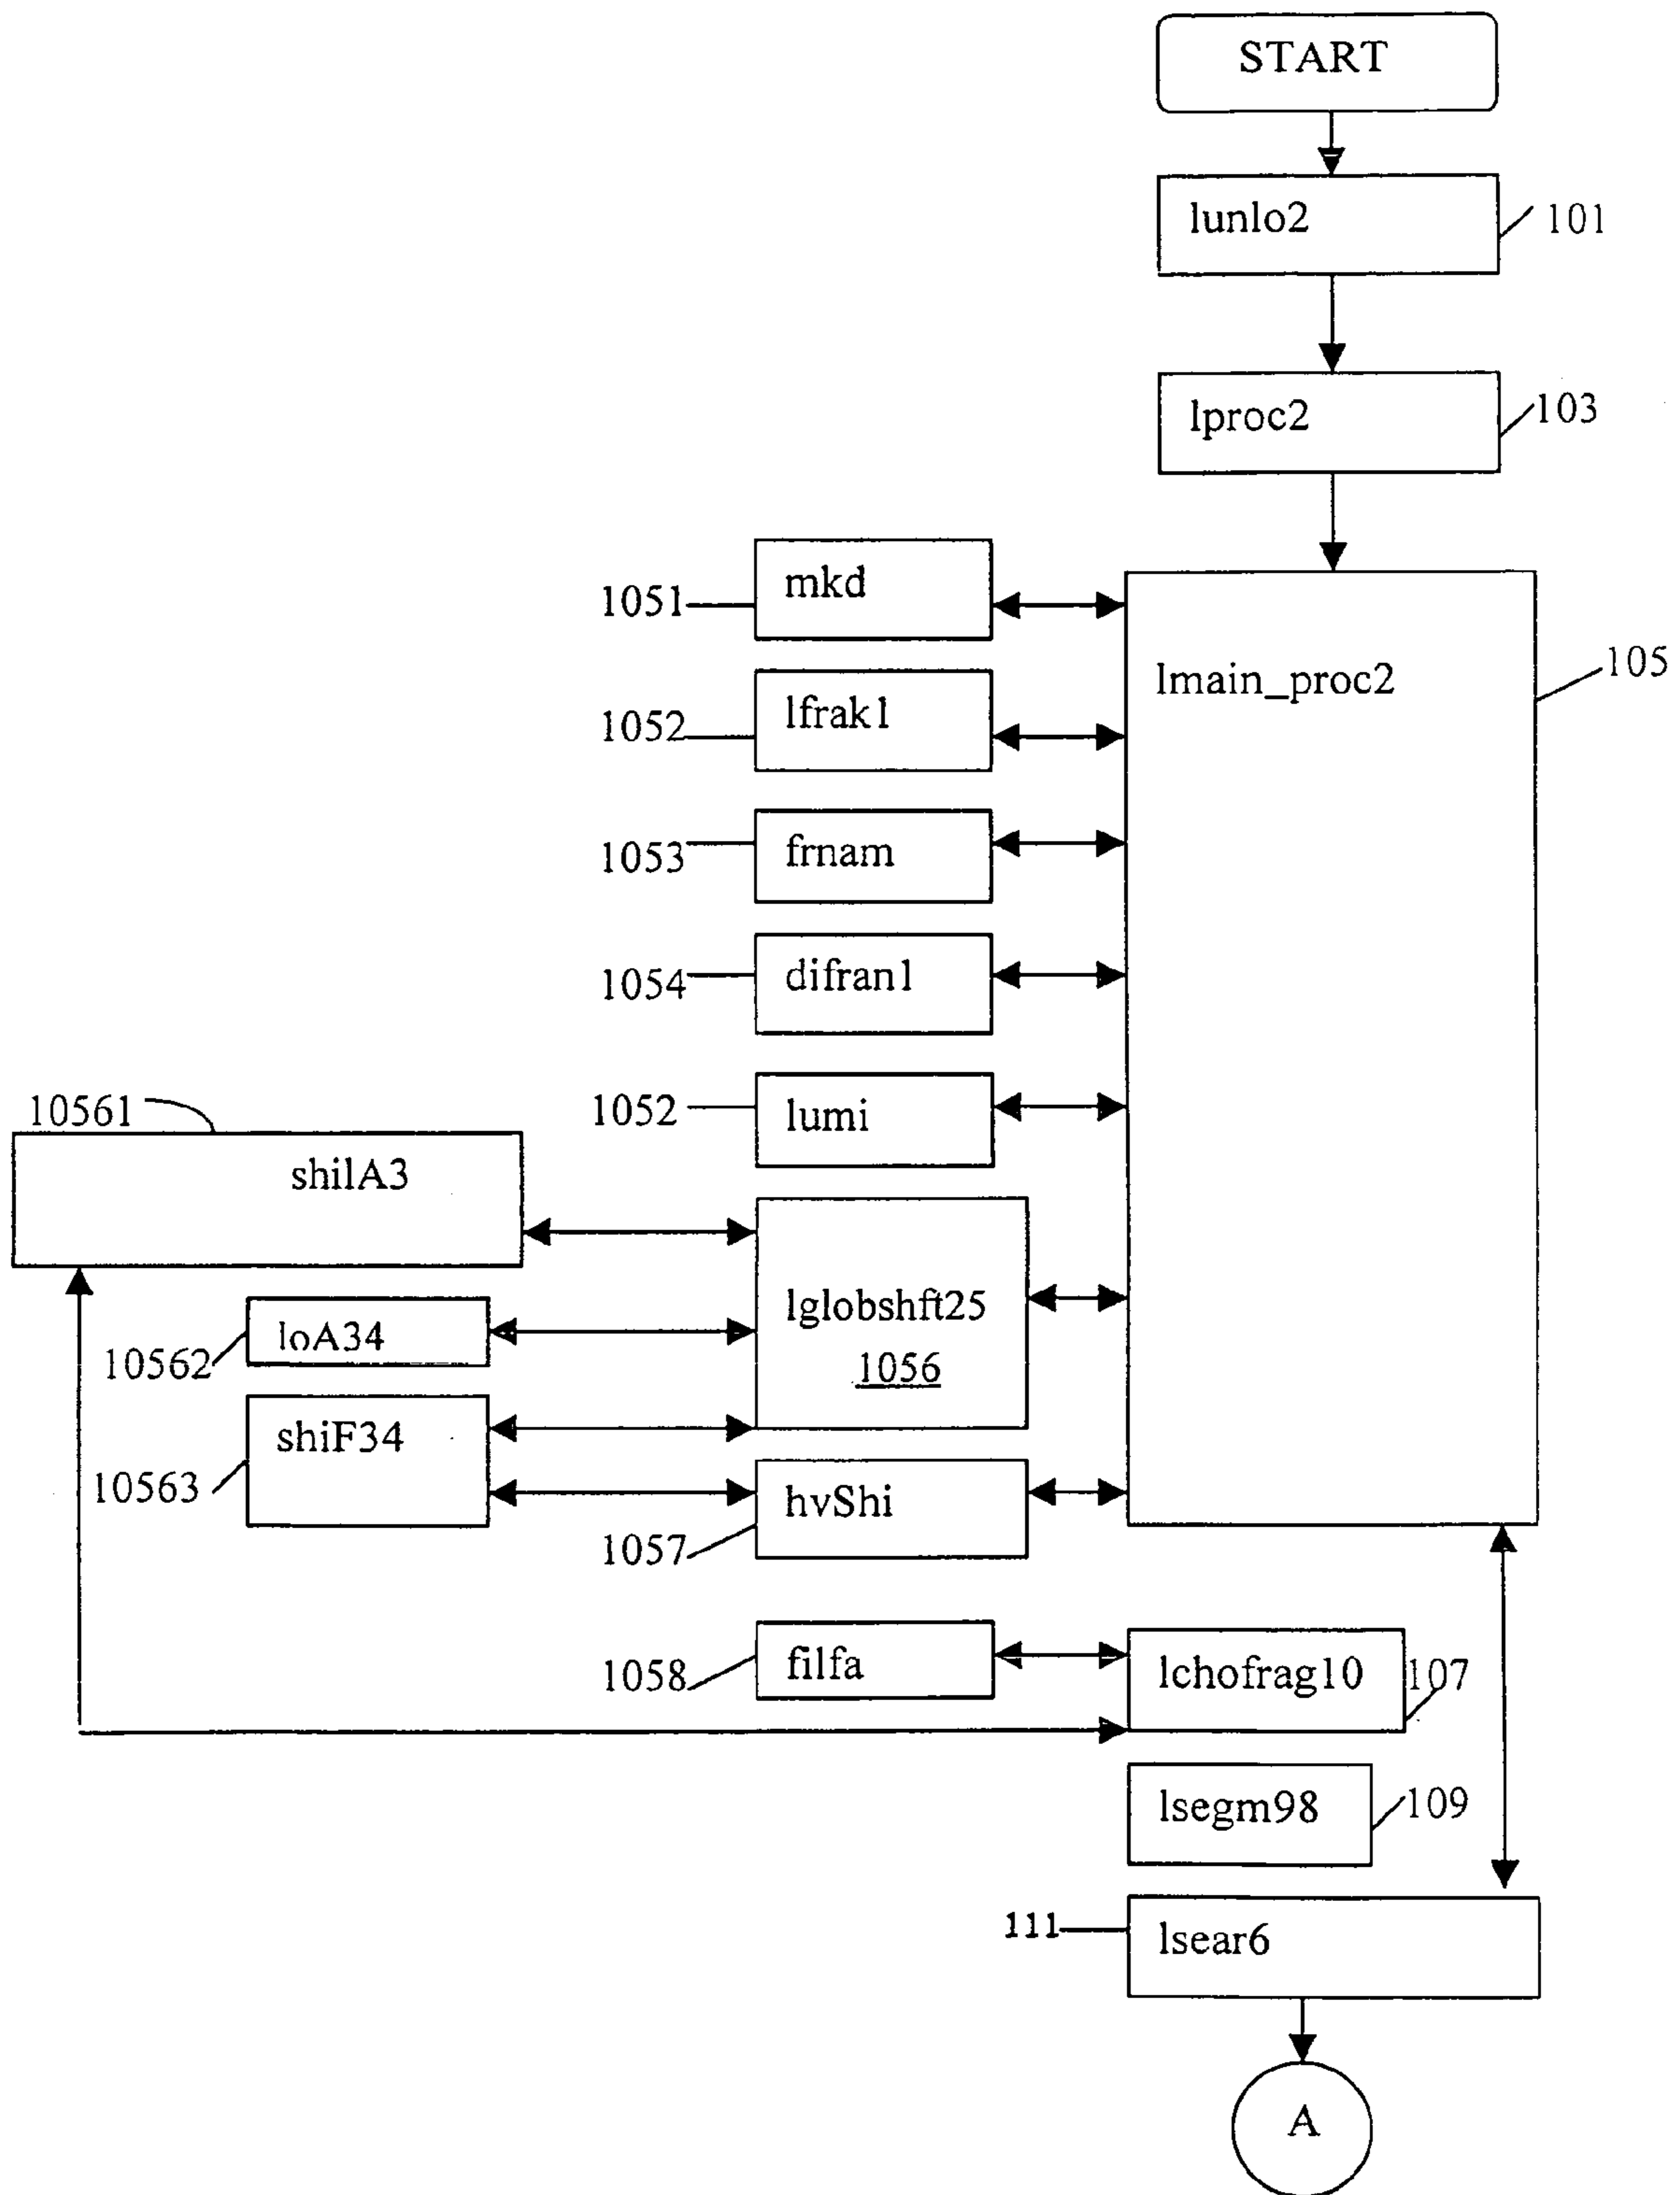 START
lunlo2
101
lproc2
103
mkd
1051
lmain_proc2
105
lfrak1
1052
frnam
1053
difran1
1054
lumi
1052
10561
shilA3
lglobshft25
1056
loA34
10562
shiF34
10563
hvShi
1057
filfa
1058
lchofrag10
107
lsegm98
109
lsear6
111
A